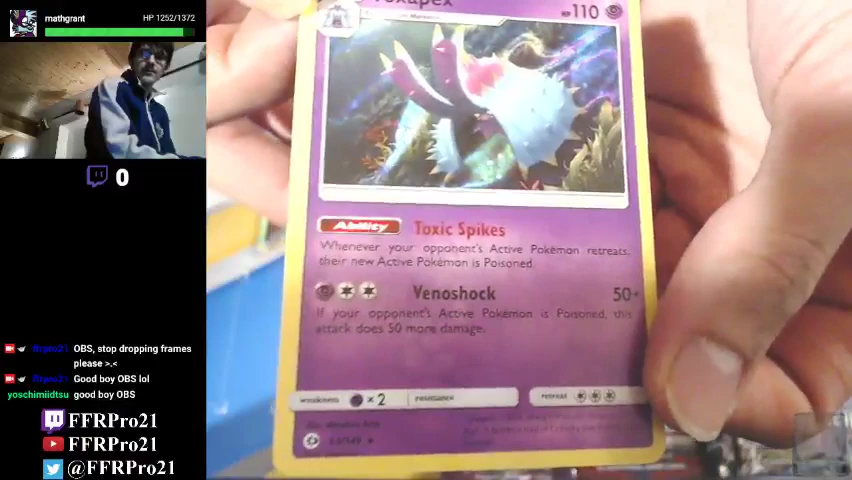 mathgrant
HP 1252/1372
0
ffrpro21 OBS, stop dropping frames
please >.<
ffrpro21 Good boy OBS lol
yoschimiidtsu good boy OBS
FFRPro21
FFRPro21
@FFRPro21
Toxapex
HP110
Ability Toxic Spikes
Whenever your opponent's Active Pokémon retreats,
their new Active Pokémon is Poisoned.
Venoshock 50+
If your opponent's Active Pokémon is Poisoned, this
attack does 50 more damage.
weakness ×2 resistance retreat